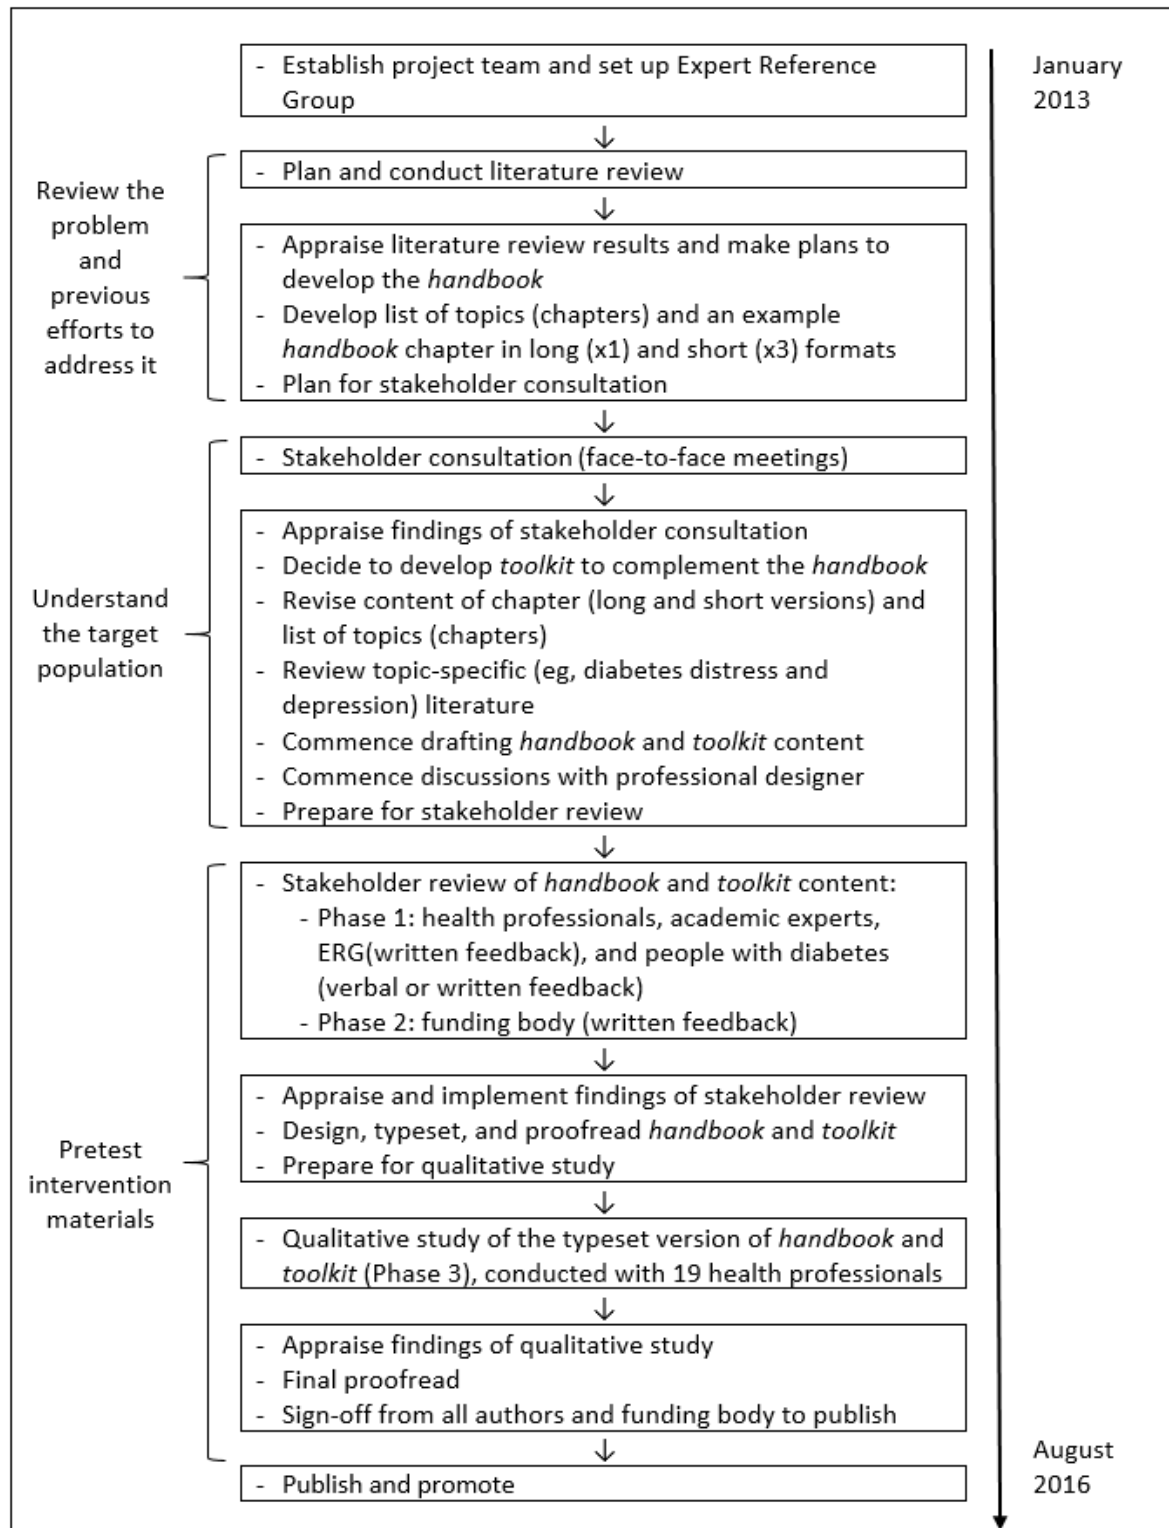 - Establish project team and set up Expert Reference
Group
January
2013
Review the
problem
and
previous
efforts to
address it
- Plan and conduct literature review
- Appraise literature review results and make plans to
develop the handbook
- Develop list of topics (chapters) and an example
handbook chapter in long (x1) and short (x3) formats
- Plan for stakeholder consultation
Understand
the target
population
- Stakeholder consultation (face-to-face meetings)
- Appraise findings of stakeholder consultation
- Decide to develop toolkit to complement the handbook
- Revise content of chapter (long and short versions) and
list of topics (chapters)
- Review topic-specific (eg, diabetes distress and
depression) literature
- Commence drafting handbook and toolkit content
- Commence discussions with professional designer
- Prepare for stakeholder review
Pretest
intervention
materials
- Stakeholder review of handbook and toolkit content:
- Phase 1: health professionals, academic experts,
ERG(written feedback), and people with diabetes
(verbal or written feedback)
- Phase 2: funding body (written feedback)
- Appraise and implement findings of stakeholder review
- Design, typeset, and proofread handbook and toolkit
- Prepare for qualitative study
- Qualitative study of the typeset version of handbook and
toolkit (Phase 3), conducted with 19 health professionals
- Appraise findings of qualitative study
- Final proofread
- Sign-off from all authors and funding body to publish
- Publish and promote
August
2016